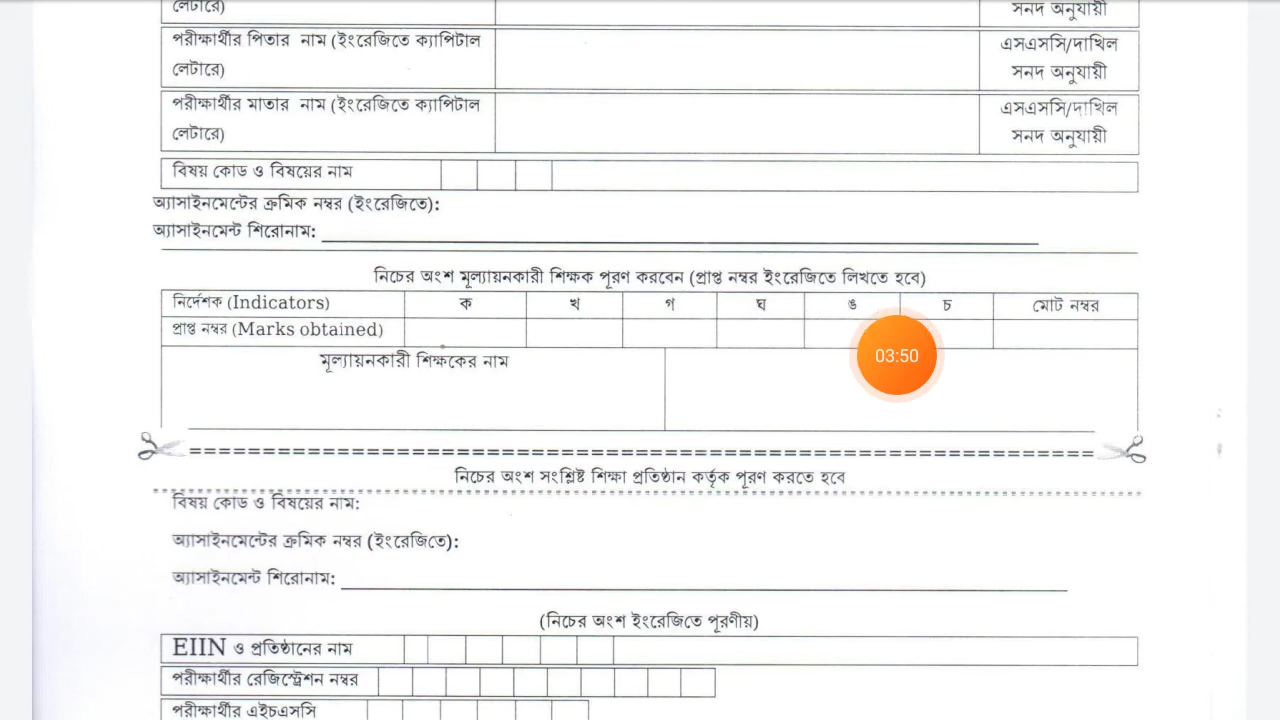 লেটারে)
সনদ অনুযায়ী
পরীক্ষার্থীর পিতার নাম (ইংরেজিতে ক্যাপিটাল
লেটারে)
এসএসসি/দাখিল
সনদ অনুযায়ী
পরীক্ষার্থীর মাতার নাম (ইংরেজিতে ক্যাপিটাল
লেটারে)
এসএসসি/দাখিল
সনদ অনুযায়ী
বিষয় কোড ও বিষয়ের নাম
অ্যাসাইনমেন্টের ক্রমিক নম্বর (ইংরেজিতে):
অ্যাসাইনমেন্ট শিরোনাম:
নিচের অংশ মূল্যায়নকারী শিক্ষক পূরণ করবেন (প্রাপ্ত নম্বর ইংরেজিতে লিখতে হবে)
নির্দেশক (Indicators) ক খ গ ঘ ঙ চ মোট নম্বর
প্রাপ্ত নম্বর (Marks obtained)
মূল্যায়নকারী শিক্ষকের নাম
03:50
নিচের অংশ সংশ্লিষ্ট শিক্ষা প্রতিষ্ঠান কর্তৃক পূরণ করতে হবে
বিষয় কোড ও বিষয়ের নাম:
অ্যাসাইনমেন্টের ক্রমিক নম্বর (ইংরেজিতে):
অ্যাসাইনমেন্ট শিরোনাম:
(নিচের অংশ ইংরেজিতে পূরণীয়)
EIIN ও প্রতিষ্ঠানের নাম
পরীক্ষার্থীর রেজিস্ট্রেশন নম্বর
পরীক্ষার্থীর এইচএসসি